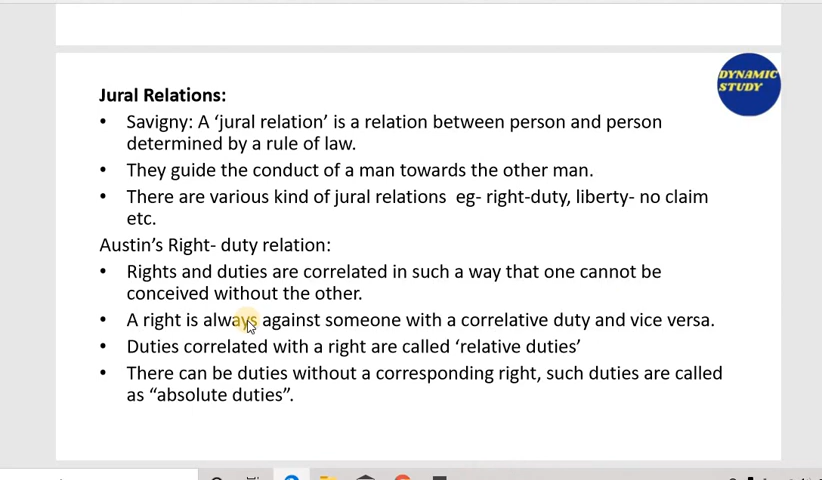 DYNAMIC
STUDY
Jural Relations:
• Savigny: A ‘jural relation’ is a relation between person and person
determined by a rule of law.
• They guide the conduct of a man towards the other man.
• There are various kind of jural relations  eg- right-duty, liberty- no claim
etc.
Austin’s Right- duty relation:
• Rights and duties are correlated in such a way that one cannot be
conceived without the other.
• A right is always against someone with a correlative duty and vice versa.
• Duties correlated with a right are called ‘relative duties’
• There can be duties without a corresponding right, such duties are called
as “absolute duties”.